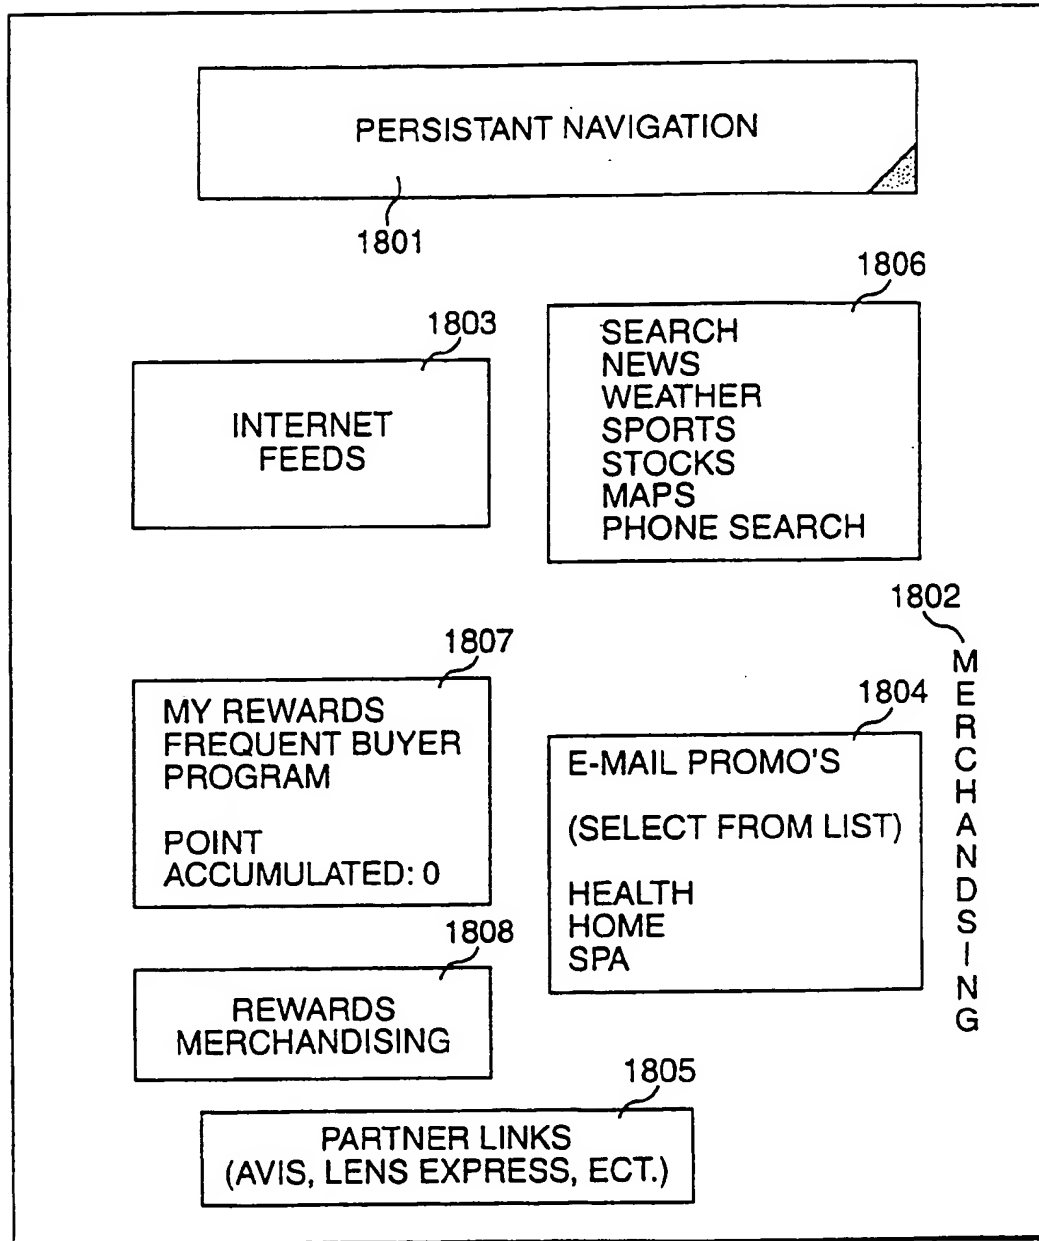 PERSISTANT NAVIGATION
1801
1806
SEARCH
NEWS
WEATHER
SPORTS
STOCKS
MAPS
PHONE SEARCH
1803
INTERNET
FEEDS
1802
MERCHANDSING
1807
MY REWARDS
FREQUENT BUYER
PROGRAM
POINT
ACCUMULATED: 0
1804
E-MAIL PROMO'S
(SELECT FROM LIST)
HEALTH
HOME
SPA
1808
REWARDS
MERCHANDISING
1805
PARTNER LINKS
(AVIS, LENS EXPRESS, ECT.)